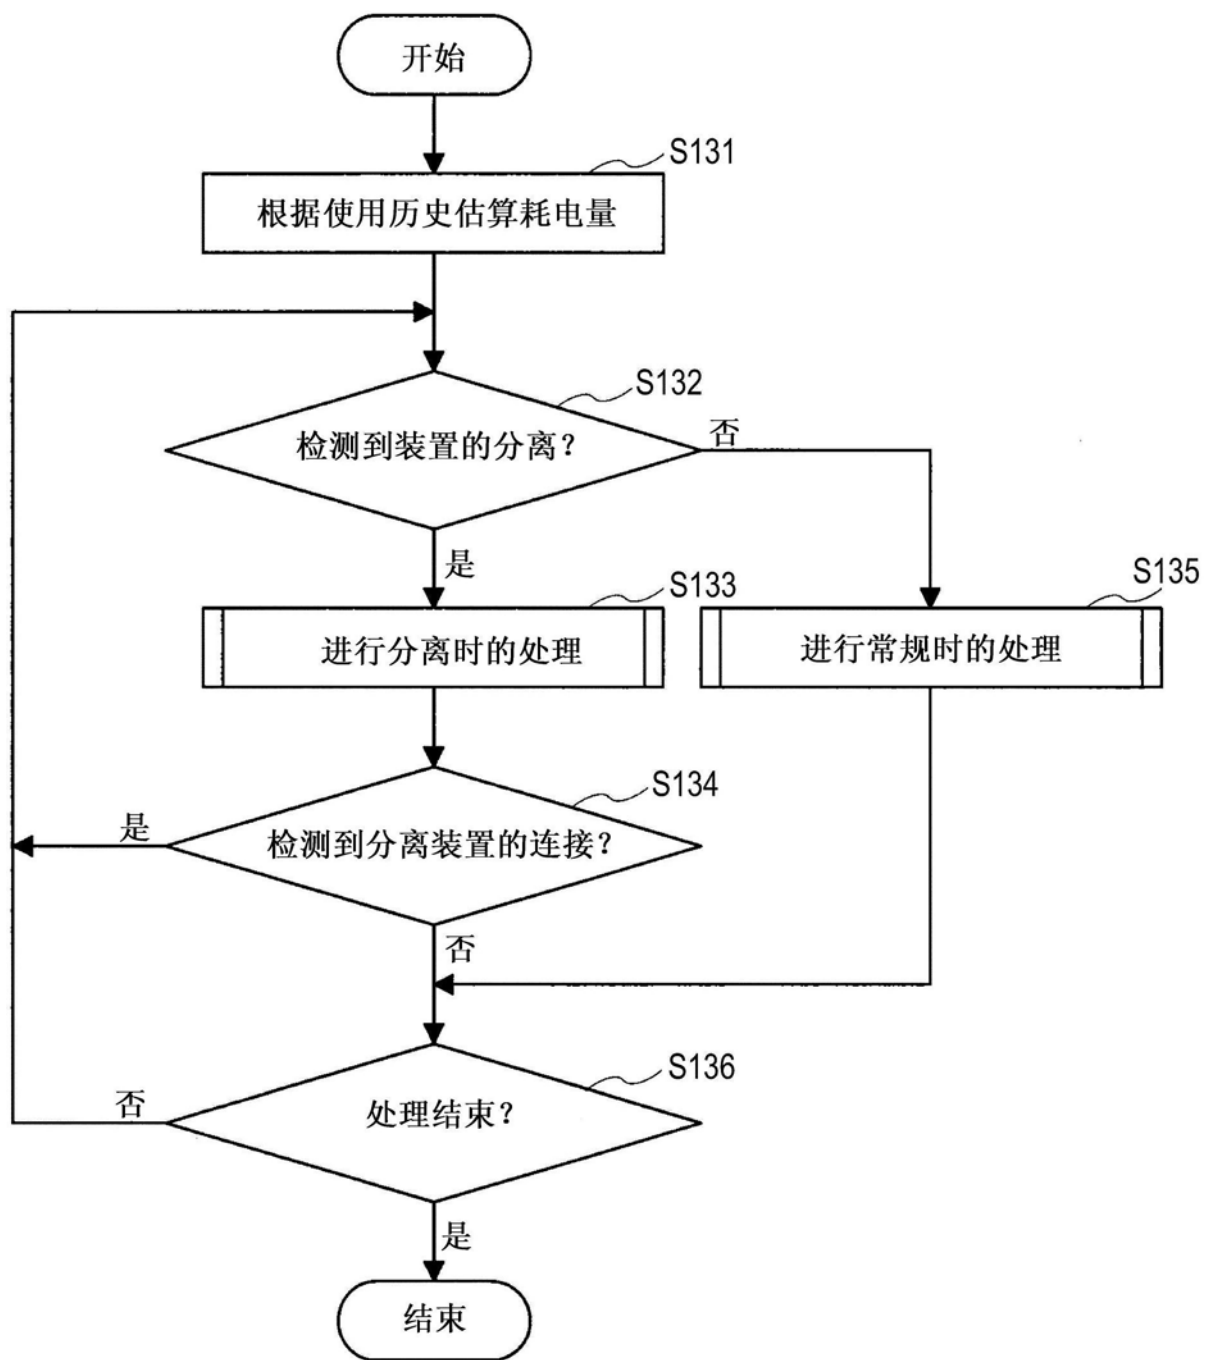 开始
S131
根据使用历史估算耗电量
S132
检测到装置的分离？
否
是
S133
进行分离时的处理
S135
进行常规时的处理
S134
检测到分离装置的连接？
是
否
S136
处理结束？
否
是
结束